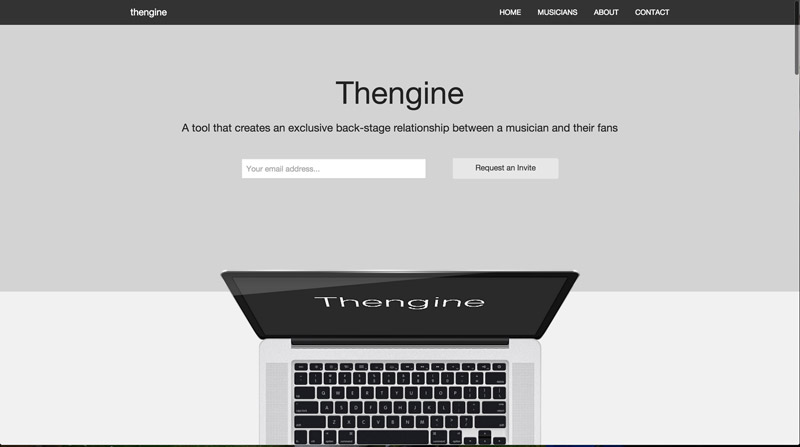 thengine
HOME MUSICIANS ABOUT CONTACT
Thengine
A tool that creates an exclusive back-stage relationship between a musician and their fans
Your email address...
Request an Invite
Thengine
Q W E R T Y U I O P
A S D F G H J K L
Z X C V B N M